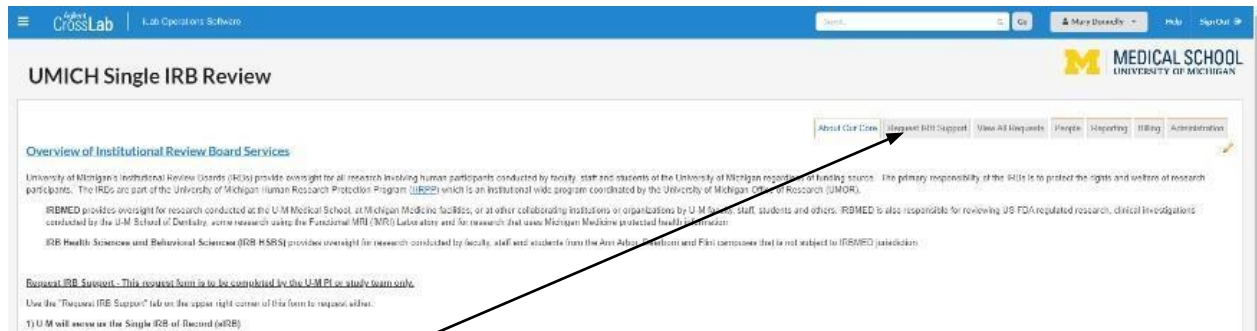 Agilent
CrossLab | iLab Operations Software
Search... Go Mary Donnelly Help Sign Out
UMICH Single IRB Review
M MEDICAL SCHOOL
UNIVERSITY OF MICHIGAN
About Our Core Request IRB Support View All Requests People Reporting Billing Administration
Overview of Institutional Review Board Services
University of Michigan's Institutional Review Boards (IRBs) provide oversight for all research involving human participants conducted by faculty, staff and students of the University of Michigan regardless of funding source. The primary responsibility of the IRBs is to protect the rights and welfare of research
participants. The IRBs are part of the University of Michigan Human Research Protection Program (HRPP) which is an institutional wide program coordinated by the University of Michigan Office of Research (UMOR).
IRBMED provides oversight for research conducted at the U-M Medical School, at Michigan Medicine facilities, or at other collaborating institutions or organizations by U-M faculty, staff, students and others. IRBMED is also responsible for reviewing US FDA regulated research, clinical investigations
conducted by the U-M School of Dentistry, some research using the Functional MRI (fMRI) Laboratory and for research that uses Michigan Medicine protected health information
IRB Health Sciences and Behavioral Sciences (IRB-HSBS) provides oversight for research conducted by faculty, staff and students from the Ann Arbor, Dearborn and Flint campuses that is not subject to IRBMED jurisdiction
Request IRB Support - This request form is to be completed by the U-M PI or study team only.
Use the "Request IRB Support" tab on the upper right corner of this form to request either:
1) U-M will serve as the Single IRB of Record (sIRB)